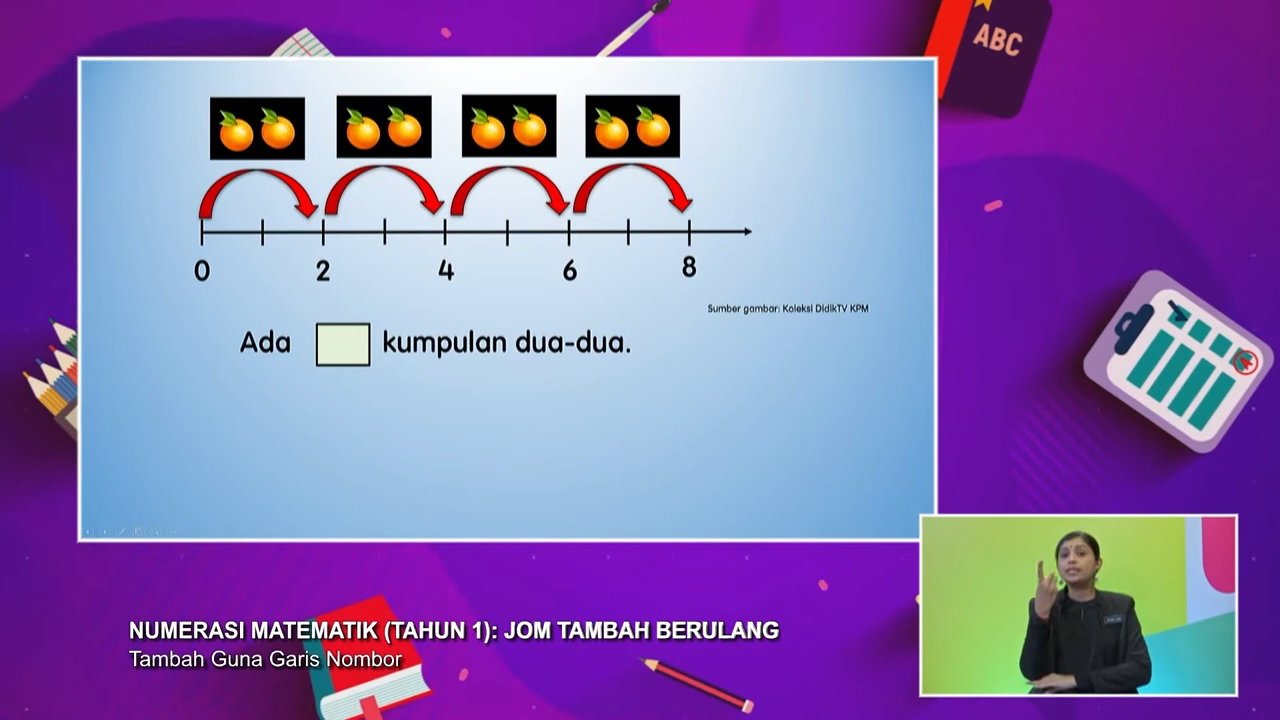 ABC
0 2 4 6 8
Sumber gambar: Koleksi DidikTV KPM
Ada kumpulan dua-dua.
NUMERASI MATEMATIK (TAHUN 1): JOM TAMBAH BERULANG
Tambah Guna Garis Nombor